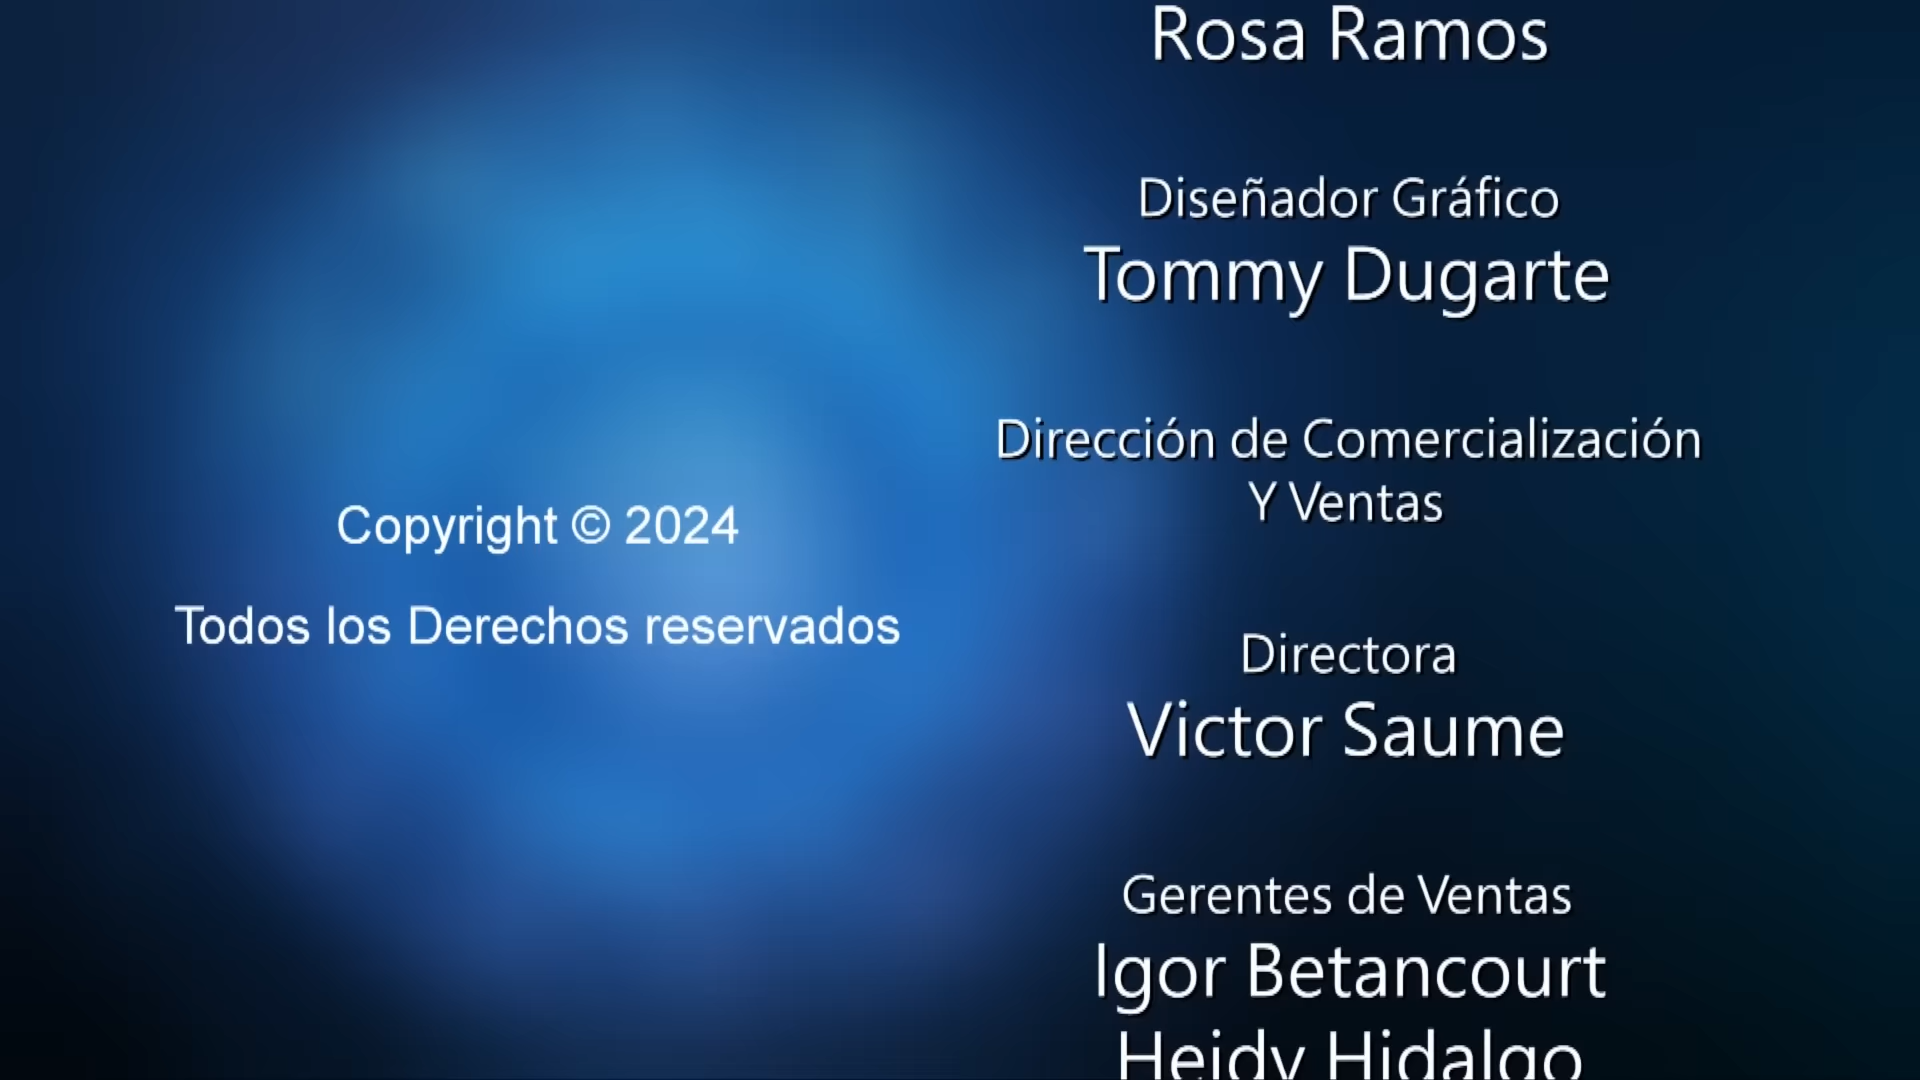 Rosa Ramos
Diseñador Gráfico
Tommy Dugarte
Dirección de Comercialización
Y Ventas
Directora
Victor Saume
Gerentes de Ventas
Igor Betancourt
Heidy Hidalgo
Copyright © 2024
Todos los Derechos reservados